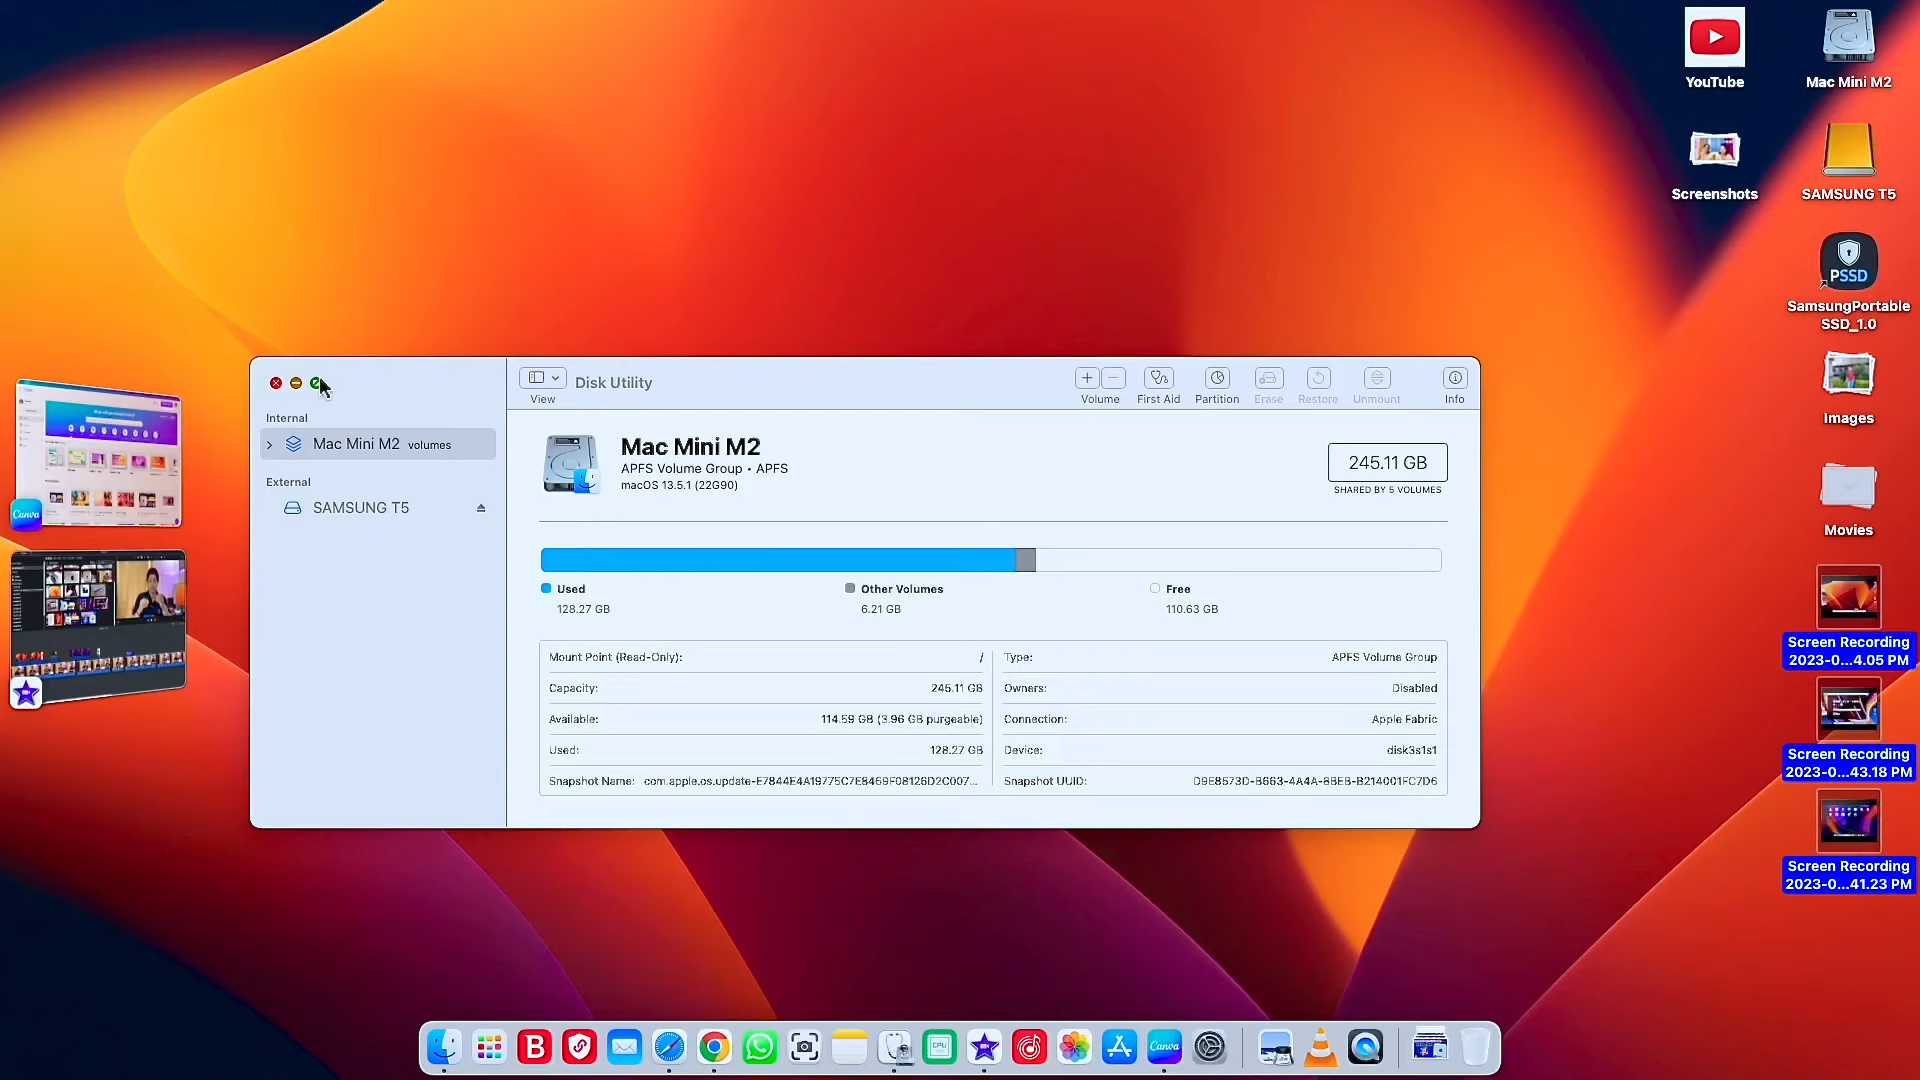 YouTube
Mac Mini M2
Screenshots
SAMSUNG T5
PSSD
SamsungPortable
SSD_1.0
Images
Movies
Screen Recording
2023-0...4.05 PM
Screen Recording
2023-0...43.18 PM
Screen Recording
2023-0...41.23 PM
Canva
Internal
Mac Mini M2 volumes
External
SAMSUNG T5
View
Disk Utility
Volume
First Aid
Partition
Erase
Restore
Unmount
Info
Mac Mini M2
APFS Volume Group • APFS
macOS 13.5.1 (22G90)
245.11 GB
SHARED BY 5 VOLUMES
Used
128.27 GB
Other Volumes
6.21 GB
Free
110.63 GB
Mount Point (Read-Only): /
Capacity: 245.11 GB
Available: 114.59 GB (3.96 GB purgeable)
Used: 128.27 GB
Snapshot Name: com.apple.os.update-E7844E4A19775C7E8469F08126D2C007...
Type: APFS Volume Group
Owners: Disabled
Connection: Apple Fabric
Device: disk3s1s1
Snapshot UUID: D9E8573D-B663-4A4A-8BEB-B214001FC7D6
B
CPU
Canva